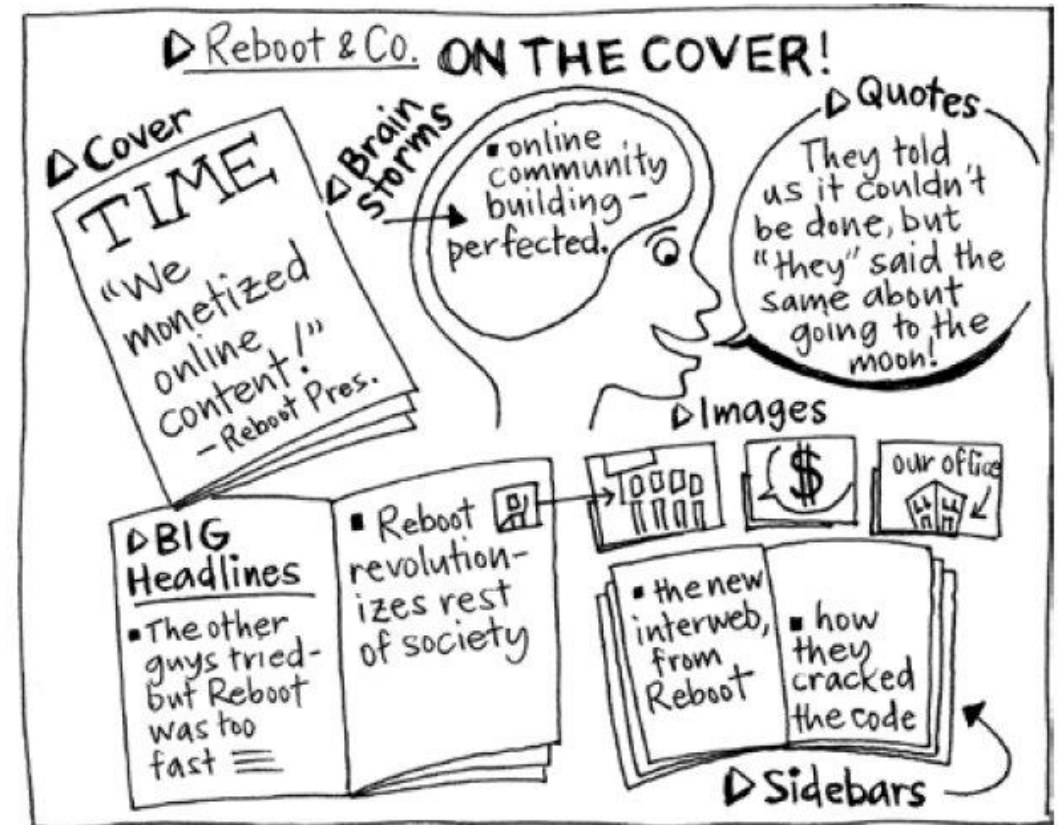 Reboot & Co. ON THE COVER!
Cover
TIME
"We
monetized
online
content!"
- Reboot Pres.
Brain
storms
▪ online
community
building -
perfected.
Quotes
They told
us it couldn't
be done, but
"they" said the
same about
going to the
moon!
Images
$
our office
BIG
Headlines
▪ The other
guys tried-
but Reboot
was too
fast
▪ Reboot
revolution-
izes rest
of society
▪ the new
interweb,
from
Reboot
▪ how
they
cracked
the code
Sidebars